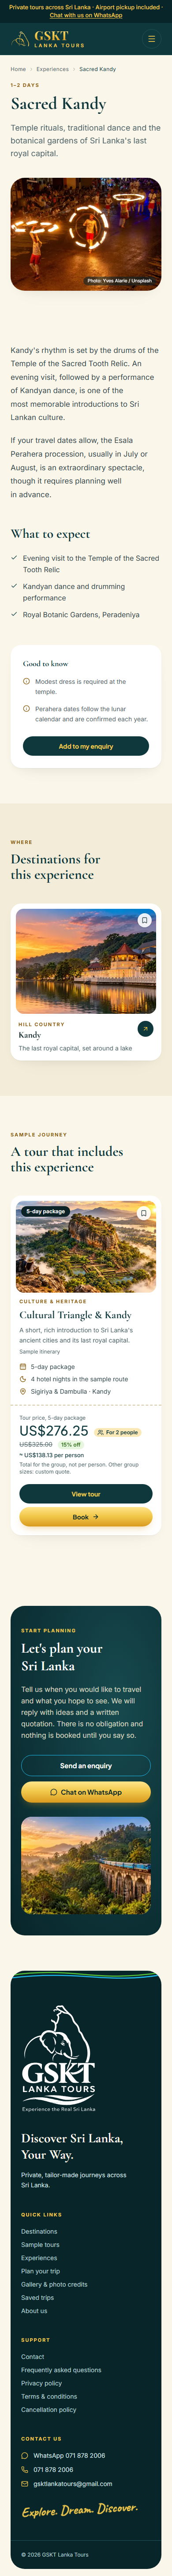 Private tours across Sri Lanka · Airport pickup included ·
Chat with us on WhatsApp
GSKT
LANKA TOURS
Home > Experiences > Sacred Kandy
1–2 DAYS
Sacred Kandy
Temple rituals, traditional dance and the
botanical gardens of Sri Lanka's last
royal capital.
Photo: Yves Alarie / Unsplash
Kandy's rhythm is set by the drums of the
Temple of the Sacred Tooth Relic. An
evening visit, followed by a performance
of Kandyan dance, is one of the
most memorable introductions to Sri
Lankan culture.
If your travel dates allow, the Esala
Perahera procession, usually in July or
August, is an extraordinary spectacle,
though it requires planning well
in advance.
What to expect
Evening visit to the Temple of the Sacred
Tooth Relic
Kandyan dance and drumming
performance
Royal Botanic Gardens, Peradeniya
Good to know
Modest dress is required at the
temple.
Perahera dates follow the lunar
calendar and are confirmed each year.
Add to my enquiry
WHERE
Destinations for
this experience
HILL COUNTRY
Kandy
The last royal capital, set around a lake
SAMPLE JOURNEY
A tour that includes
this experience
5-day package
CULTURE & HERITAGE
Cultural Triangle & Kandy
A short, rich introduction to Sri Lanka's
ancient cities and its last royal capital.
Sample itinerary
5-day package
4 hotel nights in the sample route
Sigiriya & Dambulla · Kandy
Tour price, 5-day package
US$276.25 For 2 people
US$325.00 15% off
≈ US$138.13 per person
Total for the group, not per person. Other group
sizes: custom quote.
View tour
Book →
START PLANNING
Let's plan your
Sri Lanka
Tell us when you would like to travel
and what you hope to see. We will
reply with ideas and a written
quotation. There is no obligation and
nothing is booked until you say so.
Send an enquiry
Chat on WhatsApp
GSKT
LANKA TOURS
Experience the Real Sri Lanka
Discover Sri Lanka,
Your Way.
Private, tailor-made journeys across
Sri Lanka.
QUICK LINKS
Destinations
Sample tours
Experiences
Plan your trip
Gallery & photo credits
Saved trips
About us
SUPPORT
Contact
Frequently asked questions
Privacy policy
Terms & conditions
Cancellation policy
CONTACT US
WhatsApp 071 878 2006
071 878 2006
gsktlankatours@gmail.com
Explore. Dream. Discover.
© 2026 GSKT Lanka Tours